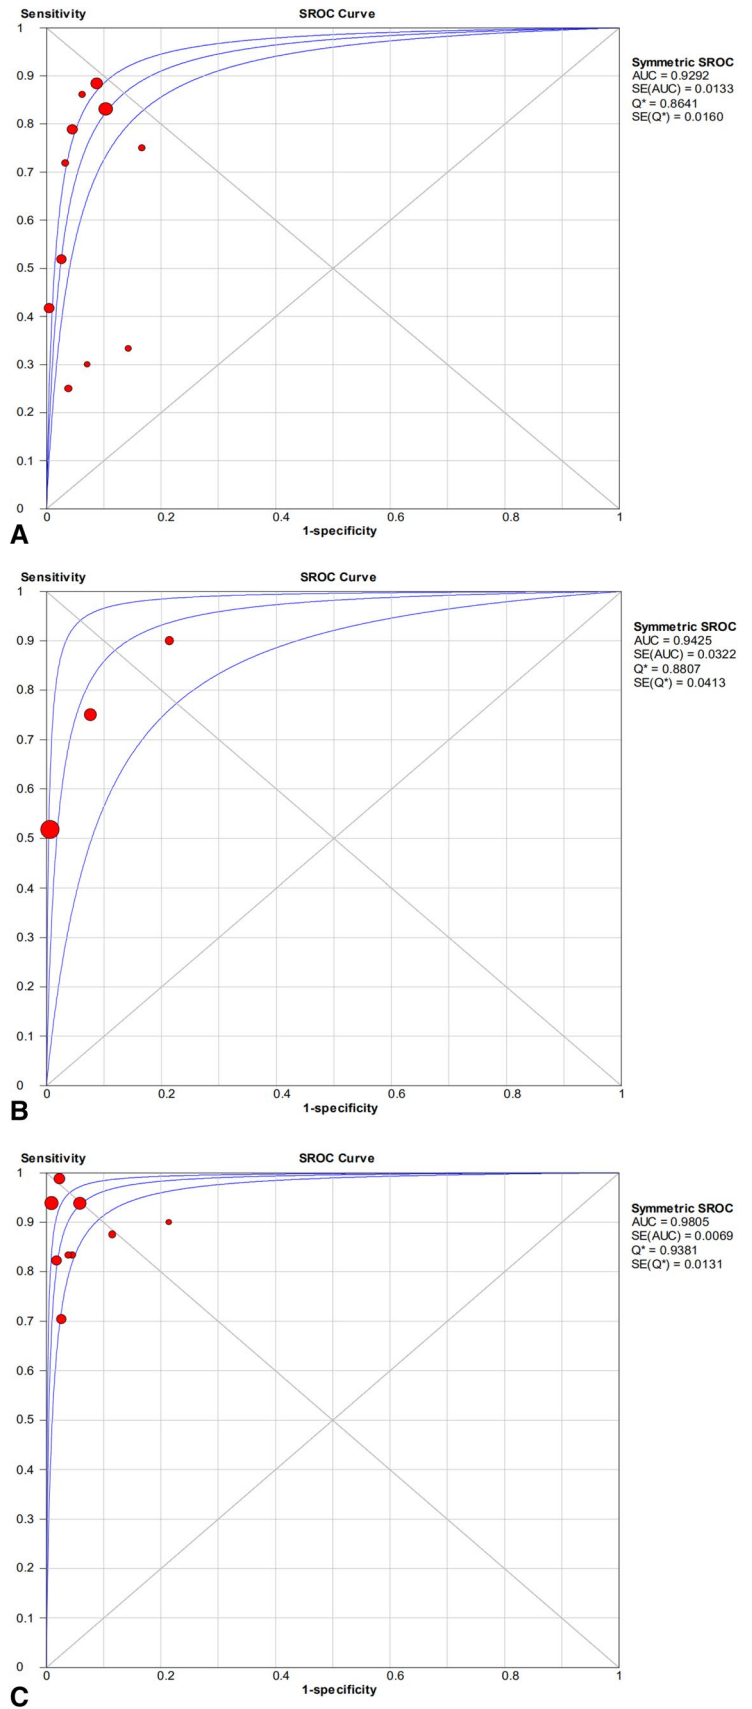 Sensitivity SROC Curve
1
0.9
0.8
0.7
0.6
0.5
0.4
0.3
0.2
0.1
0
0 0.2 0.4 0.6 0.8 1
1-specificity
Symmetric SROC
AUC = 0.9292
SE(AUC) = 0.0133
Q* = 0.8641
SE(Q*) = 0.0160
A
Sensitivity SROC Curve
1
0.9
0.8
0.7
0.6
0.5
0.4
0.3
0.2
0.1
0
0 0.2 0.4 0.6 0.8 1
1-specificity
Symmetric SROC
AUC = 0.9425
SE(AUC) = 0.0322
Q* = 0.8807
SE(Q*) = 0.0413
B
Sensitivity SROC Curve
1
0.9
0.8
0.7
0.6
0.5
0.4
0.3
0.2
0.1
0
0 0.2 0.4 0.6 0.8 1
1-specificity
Symmetric SROC
AUC = 0.9805
SE(AUC) = 0.0069
Q* = 0.9381
SE(Q*) = 0.0131
C